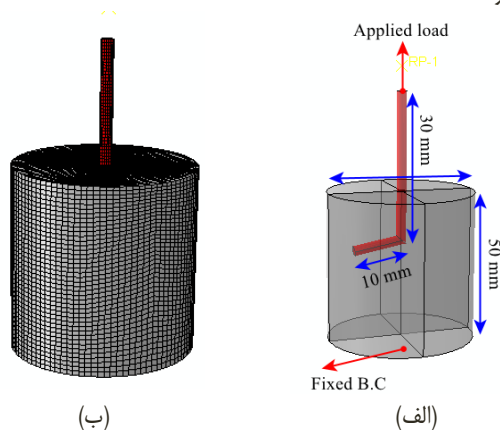 Applied load
RP-1
30 mm
50 mm
10 mm
Fixed B.C
(ب)
(الف)